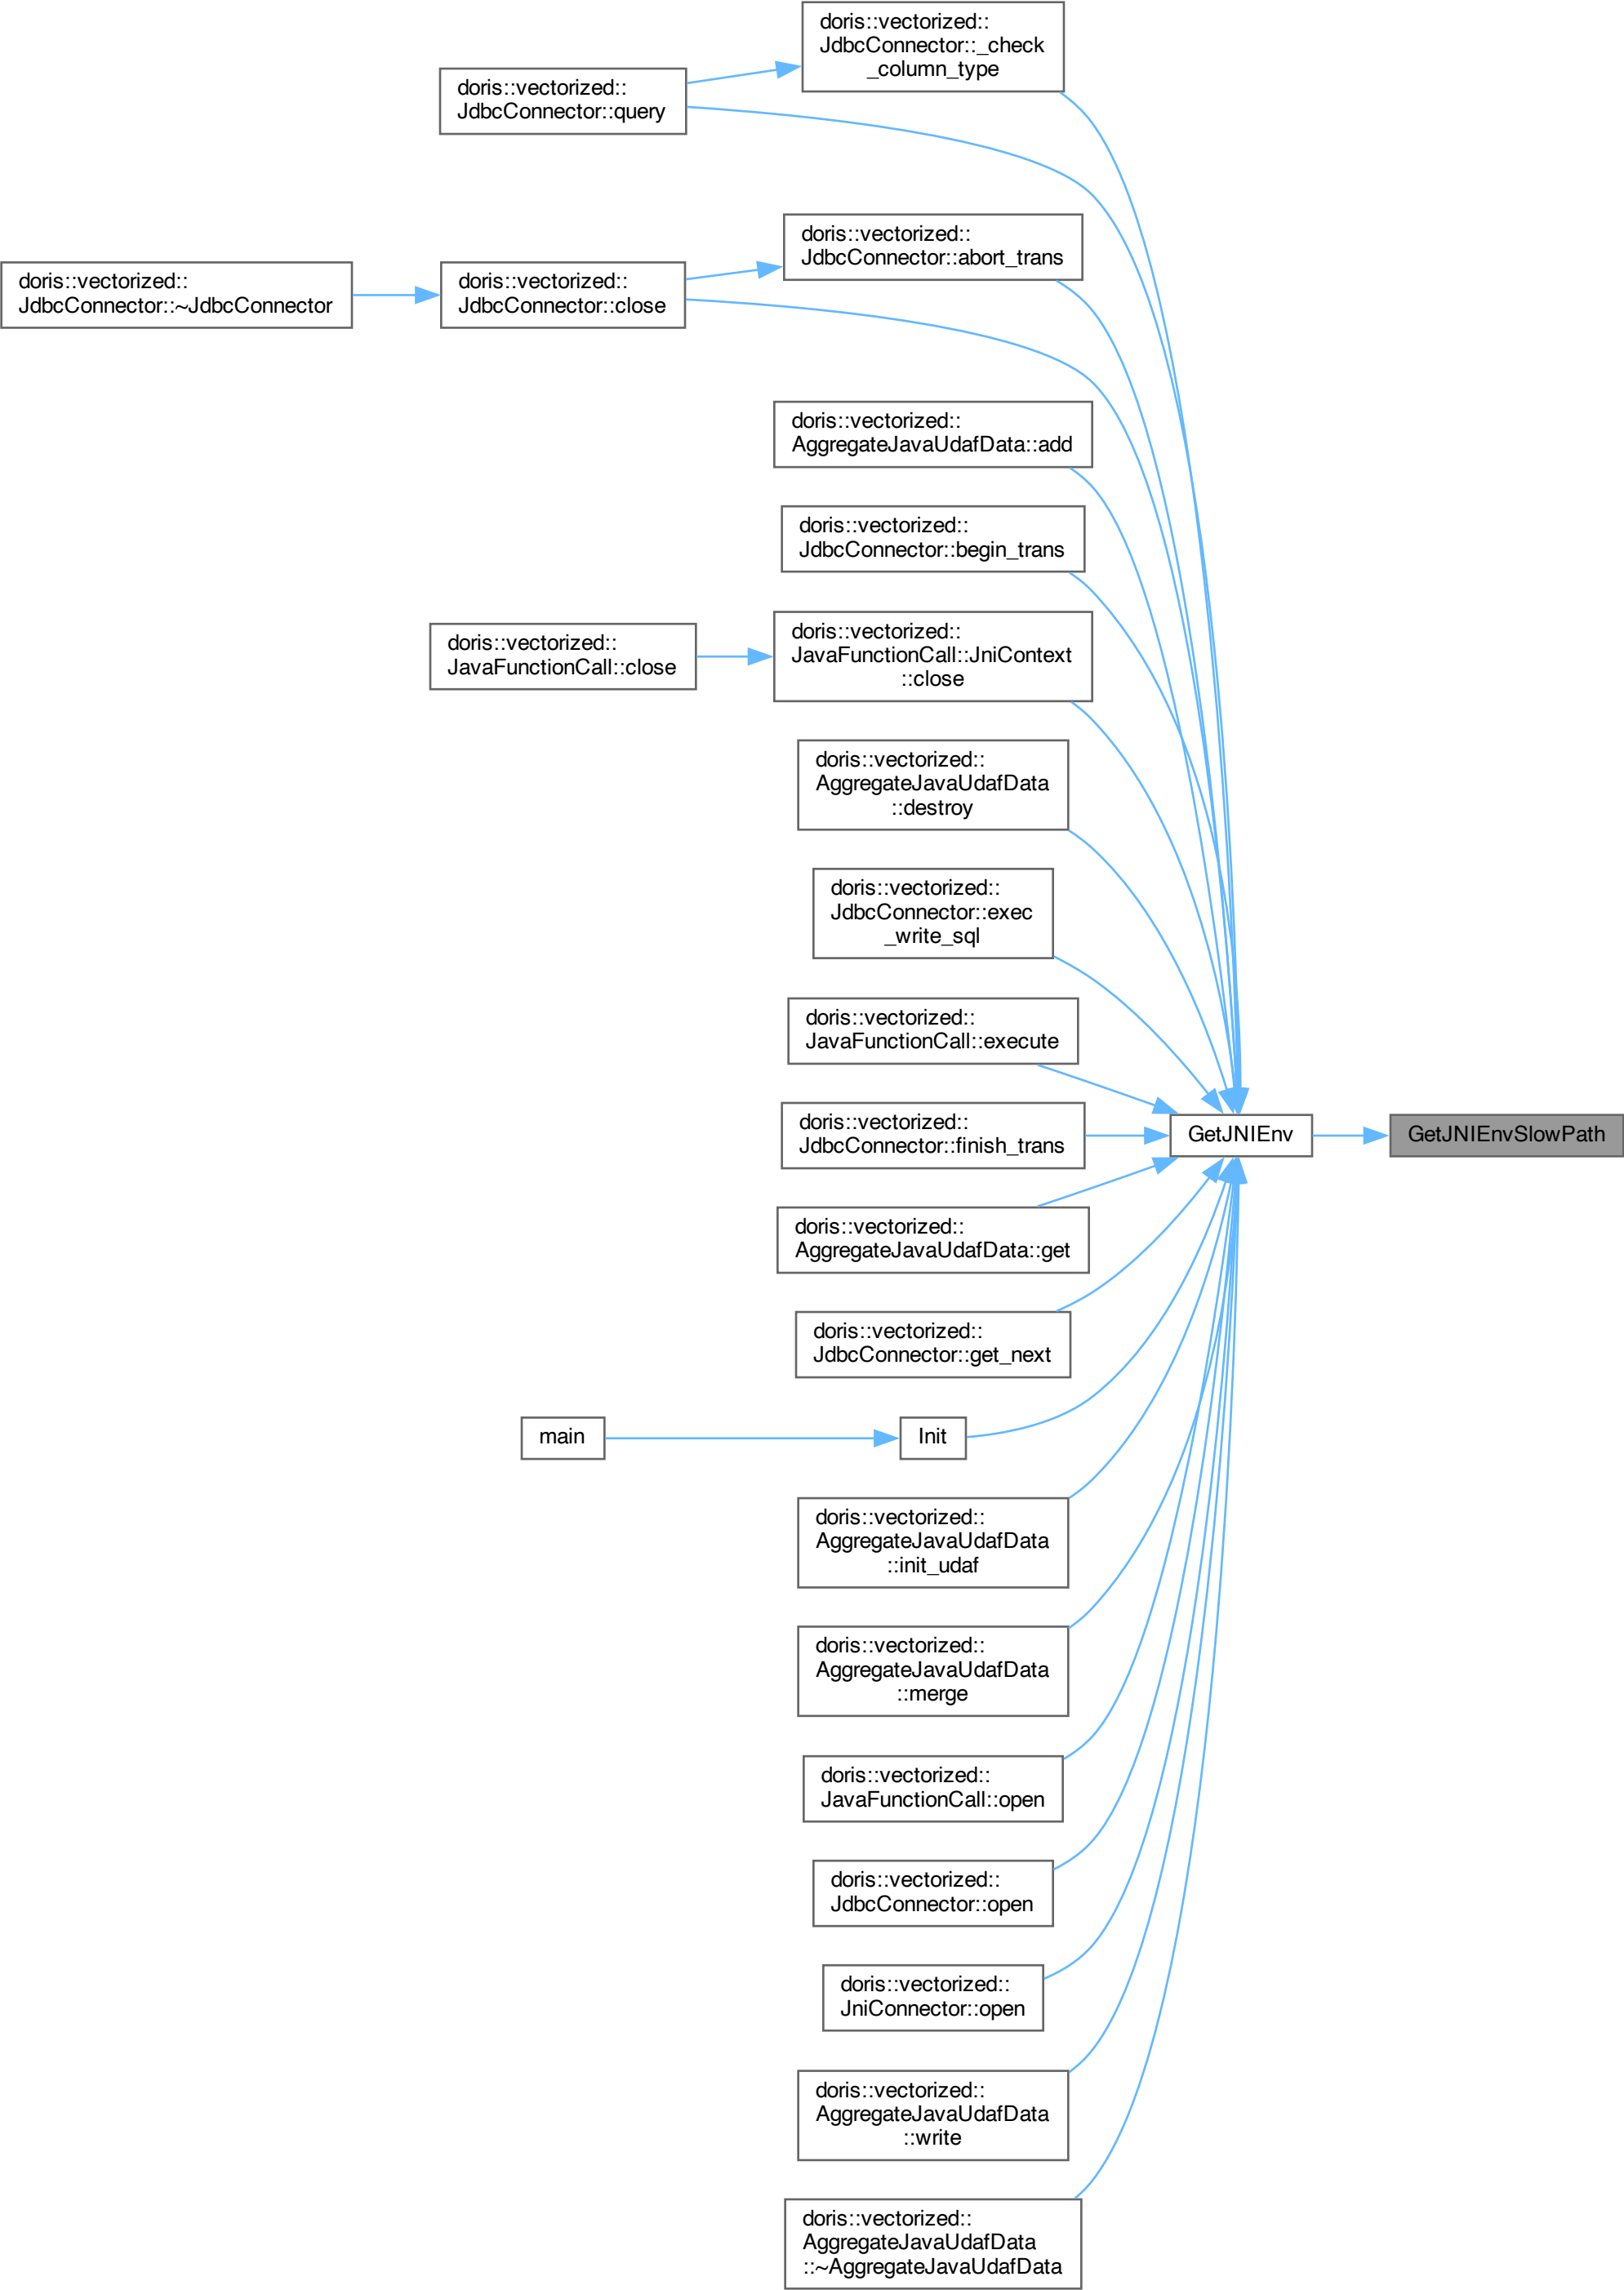 doris::vectorized::
JdbcConnector::_check
_column_type
doris::vectorized::
JdbcConnector::query
doris::vectorized::
JdbcConnector::abort_trans
doris::vectorized::
JdbcConnector::~JdbcConnector
doris::vectorized::
JdbcConnector::close
doris::vectorized::
AggregateJavaUdafData::add
doris::vectorized::
JdbcConnector::begin_trans
doris::vectorized::
JavaFunctionCall::close
doris::vectorized::
JavaFunctionCall::JniContext
::close
doris::vectorized::
AggregateJavaUdafData
::destroy
doris::vectorized::
JdbcConnector::exec
_write_sql
doris::vectorized::
JavaFunctionCall::execute
doris::vectorized::
JdbcConnector::finish_trans
GetJNIEnv
GetJNIEnvSlowPath
doris::vectorized::
AggregateJavaUdafData::get
doris::vectorized::
JdbcConnector::get_next
main
Init
doris::vectorized::
AggregateJavaUdafData
::init_udaf
doris::vectorized::
AggregateJavaUdafData
::merge
doris::vectorized::
JavaFunctionCall::open
doris::vectorized::
JdbcConnector::open
doris::vectorized::
JniConnector::open
doris::vectorized::
AggregateJavaUdafData
::write
doris::vectorized::
AggregateJavaUdafData
::~AggregateJavaUdafData